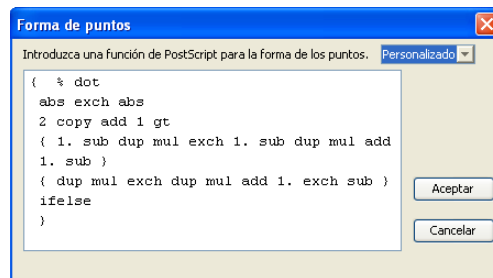 Forma de puntos
Introduzca una función de PostScript para la forma de los puntos. Personalizado
{ % dot
abs exch abs
2 copy add 1 gt
{ 1. sub dup mul exch 1. sub dup mul add
1. sub }
{ dup mul exch dup mul add 1. exch sub }
ifelse
}
Aceptar
Cancelar